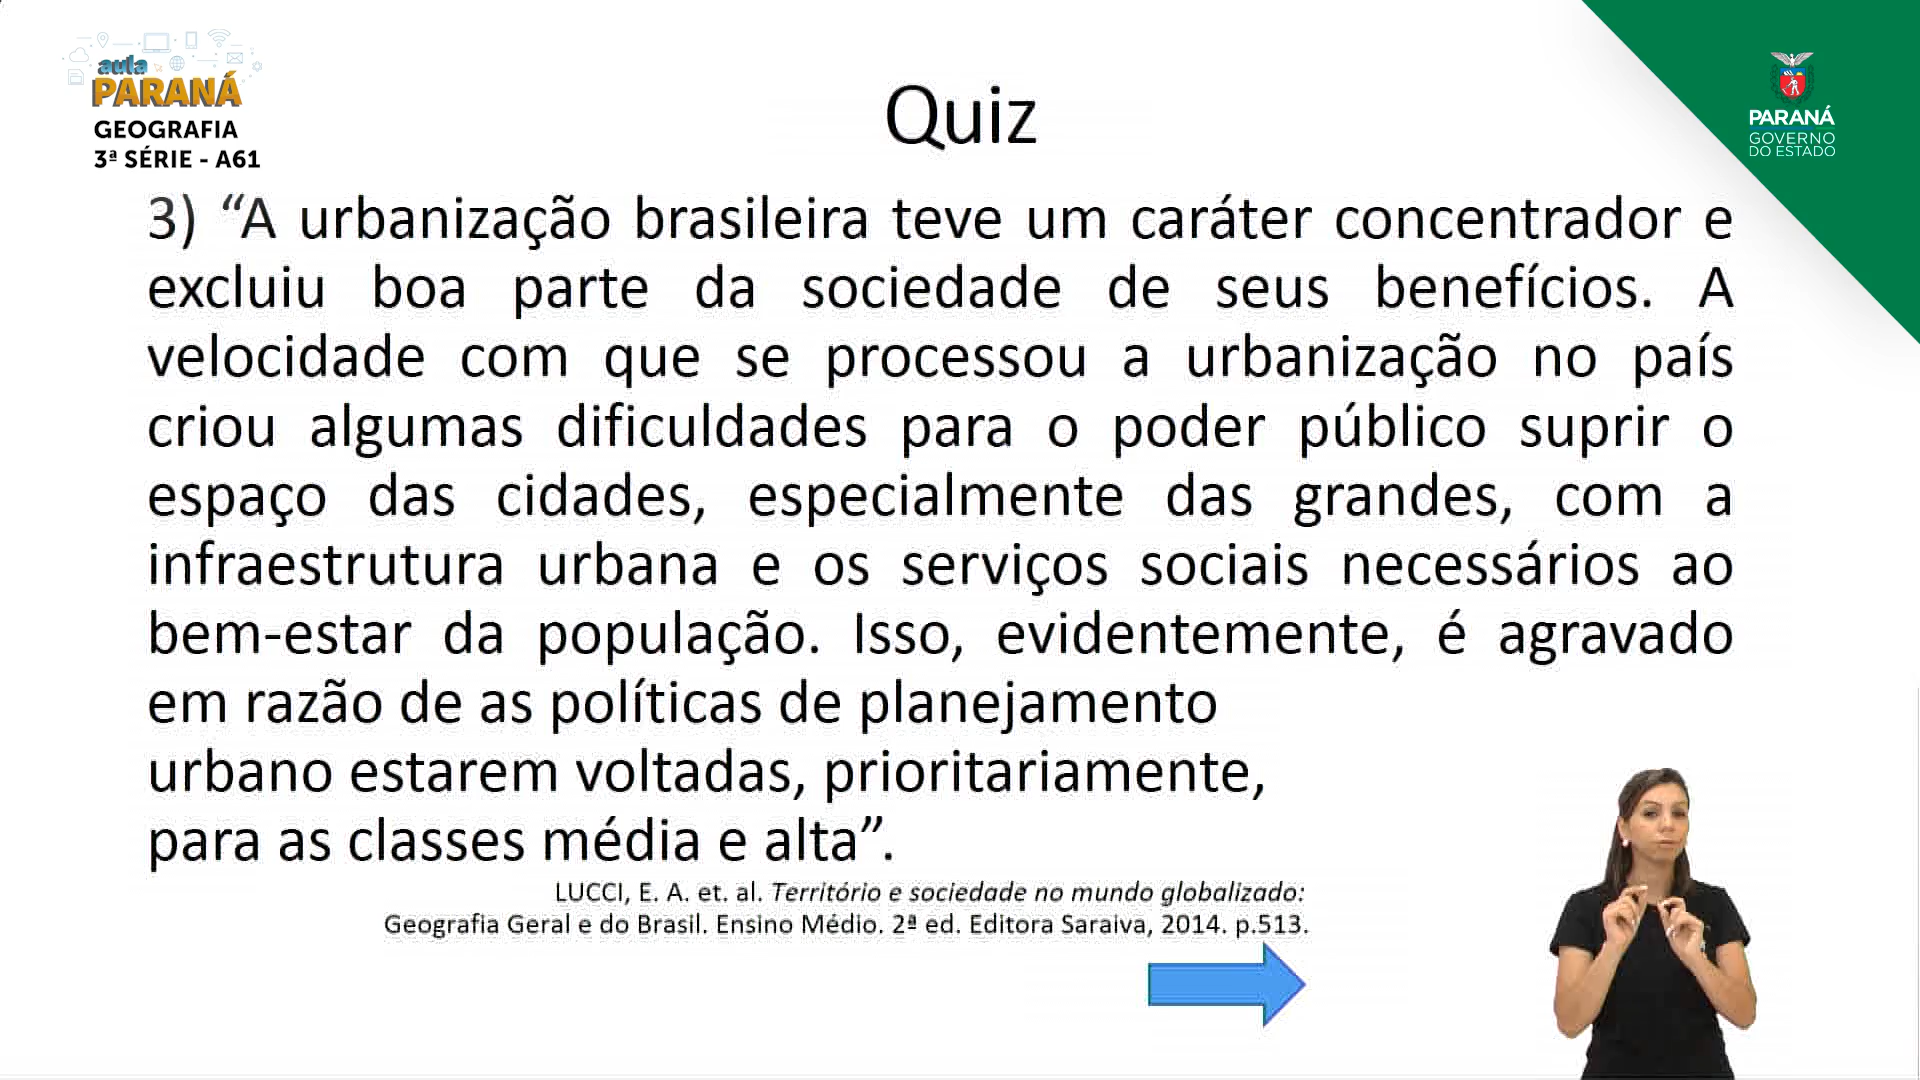 aula
PARANÁ
GEOGRAFIA
3ª SÉRIE - A61
Quiz
PARANÁ
GOVERNO
DO ESTADO
3) “A urbanização brasileira teve um caráter concentrador e
excluiu boa parte da sociedade de seus benefícios. A
velocidade com que se processou a urbanização no país
criou algumas dificuldades para o poder público suprir o
espaço das cidades, especialmente das grandes, com a
infraestrutura urbana e os serviços sociais necessários ao
bem-estar da população. Isso, evidentemente, é agravado
em razão de as políticas de planejamento
urbano estarem voltadas, prioritariamente,
para as classes média e alta”.
LUCCI, E. A. et. al. Território e sociedade no mundo globalizado:
Geografia Geral e do Brasil. Ensino Médio. 2ª ed. Editora Saraiva, 2014. p.513.